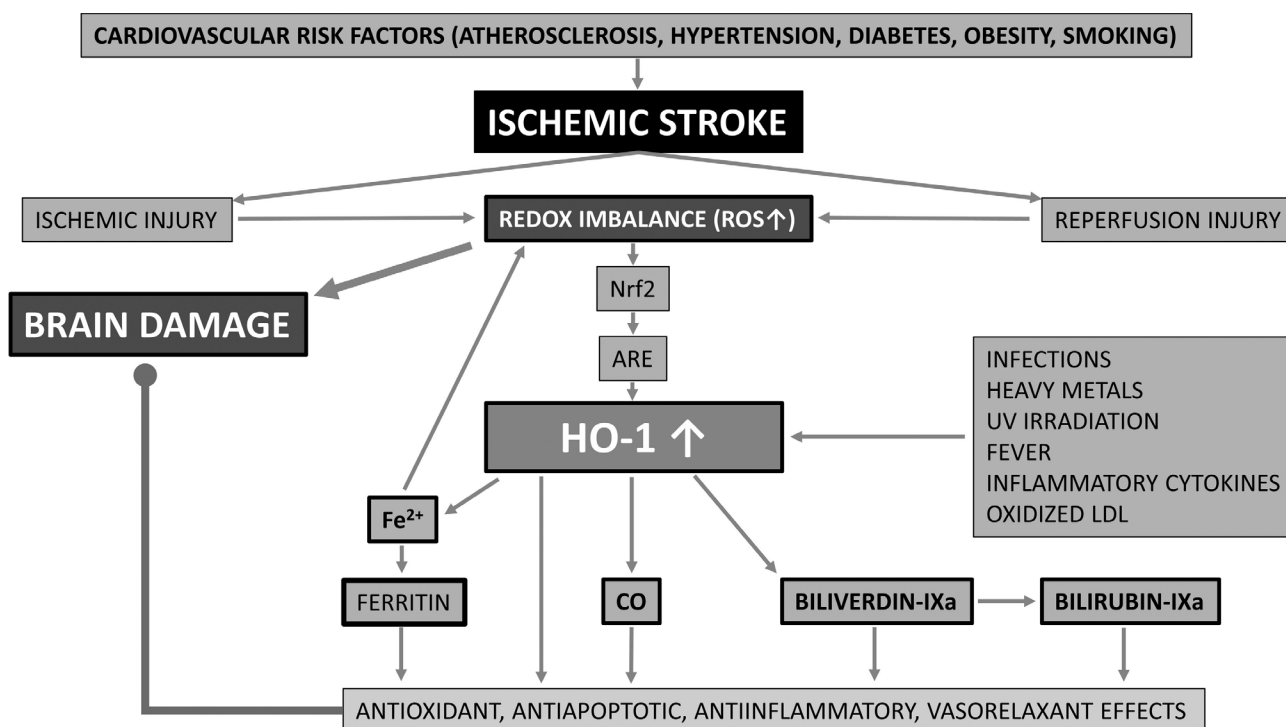 CARDIOVASCULAR RISK FACTORS (ATHEROSCLEROSIS, HYPERTENSION, DIABETES, OBESITY, SMOKING)
ISCHEMIC STROKE
ISCHEMIC INJURY
REDOX IMBALANCE (ROS↑)
REPERFUSION INJURY
Nrf2
BRAIN DAMAGE
ARE
INFECTIONS
HEAVY METALS
UV IRRADIATION
FEVER
INFLAMMATORY CYTOKINES
OXIDIZED LDL
HO-1 ↑
Fe²⁺
FERRITIN
CO
BILIVERDIN-IXa
BILIRUBIN-IXa
ANTIOXIDANT, ANTIAPOPTOTIC, ANTIINFLAMMATORY, VASORELAXANT EFFECTS